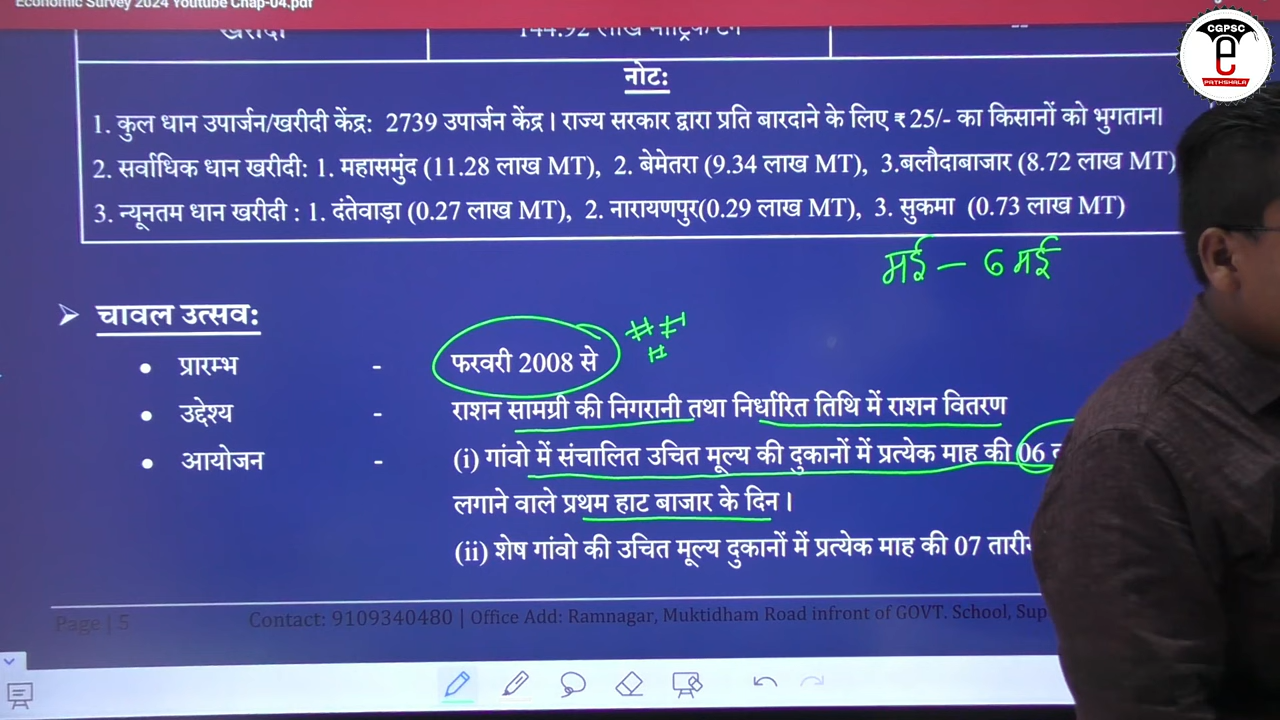 Economic Survey 2024 Youtube Chap-04.pdf
CGPSC
e
PATHSHALA
खरीदी
144.92 लाख मीट्रिक टन
--
नोटः
1. कुल धान उपार्जन/खरीदी केंद्र: 2739 उपार्जन केंद्र। राज्य सरकार द्वारा प्रति बारदाने के लिए ₹25/- का किसानों को भुगतान।
2. सर्वाधिक धान खरीदी: 1. महासमुंद (11.28 लाख MT), 2. बेमेतरा (9.34 लाख MT), 3.बलौदाबाजार (8.72 लाख MT)
3. न्यूनतम धान खरीदी : 1. दंतेवाड़ा (0.27 लाख MT), 2. नारायणपुर(0.29 लाख MT), 3. सुकमा (0.73 लाख MT)
मई – 6 मई
➢ चावल उत्सव:
• प्रारम्भ - फरवरी 2008 से # # #
• उद्देश्य - राशन सामग्री की निगरानी तथा निर्धारित तिथि में राशन वितरण
• आयोजन - (i) गांवो में संचालित उचित मूल्य की दुकानों में प्रत्येक माह की 06
लगाने वाले प्रथम हाट बाजार के दिन।
(ii) शेष गांवो की उचित मूल्य दुकानों में प्रत्येक माह की 07
Page | 5 Contact: 9109340480 | Office Add: Ramnagar, Muktidham Road infront of GOVT. School, Sup